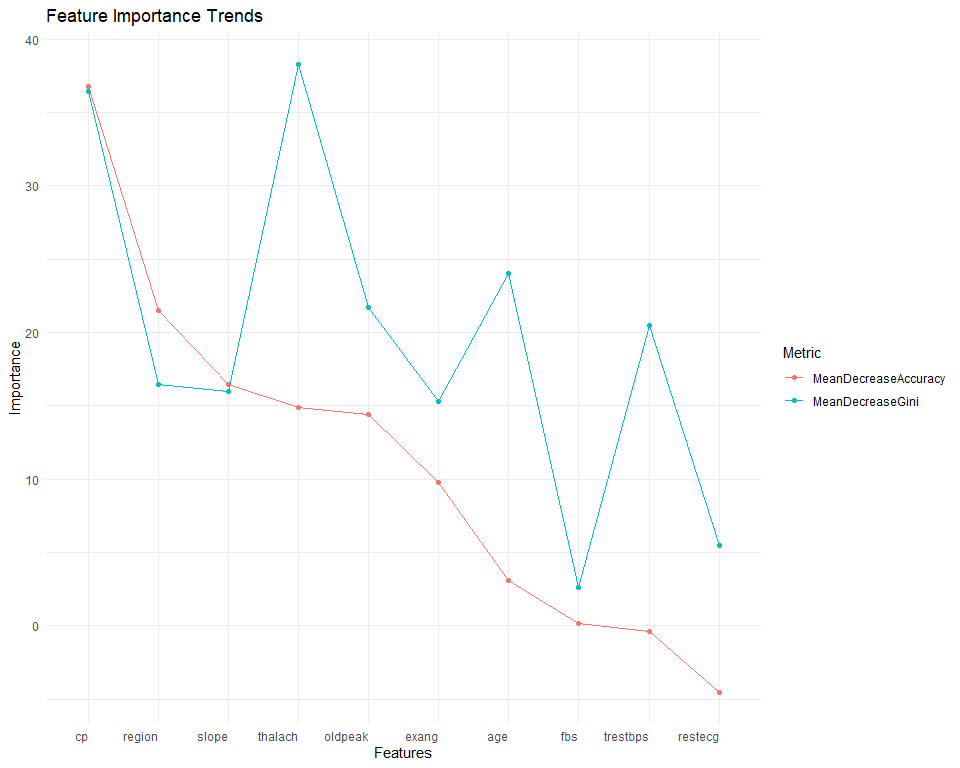 Feature Importance Trends
40
30
20
10
0
Importance
cp region slope thalach oldpeak exang age fbs trestbps restecg
Features
Metric
MeanDecreaseAccuracy
MeanDecreaseGini